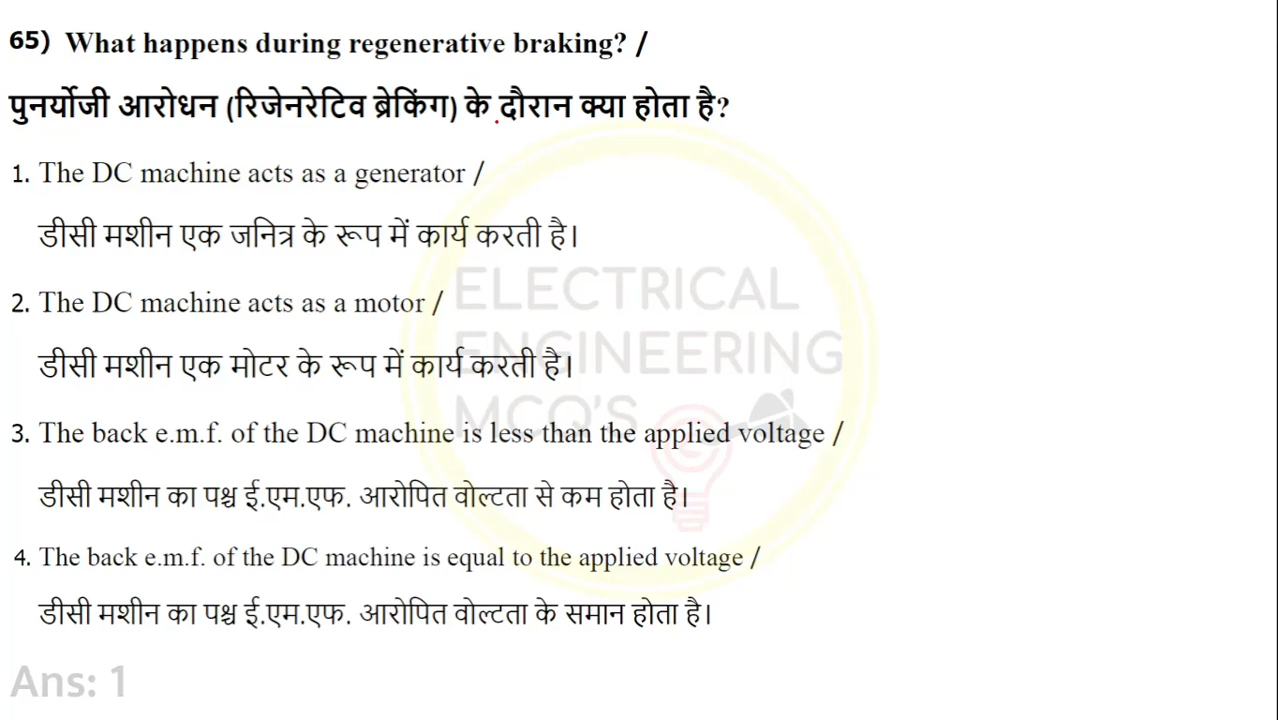 65) What happens during regenerative braking? /
पुनर्योजी आरोधन (रिजेनरेटिव ब्रेकिंग) के दौरान क्या होता है?
1. The DC machine acts as a generator /
डीसी मशीन एक जनित्र के रूप में कार्य करती है।
2. The DC machine acts as a motor /
डीसी मशीन एक मोटर के रूप में कार्य करती है।
3. The back e.m.f. of the DC machine is less than the applied voltage /
डीसी मशीन का पश्च ई.एम.एफ. आरोपित वोल्टता से कम होता है।
4. The back e.m.f. of the DC machine is equal to the applied voltage /
डीसी मशीन का पश्च ई.एम.एफ. आरोपित वोल्टता के समान होता है।
Ans: 1
ELECTRICAL
ENGINEERING
MCQ'S